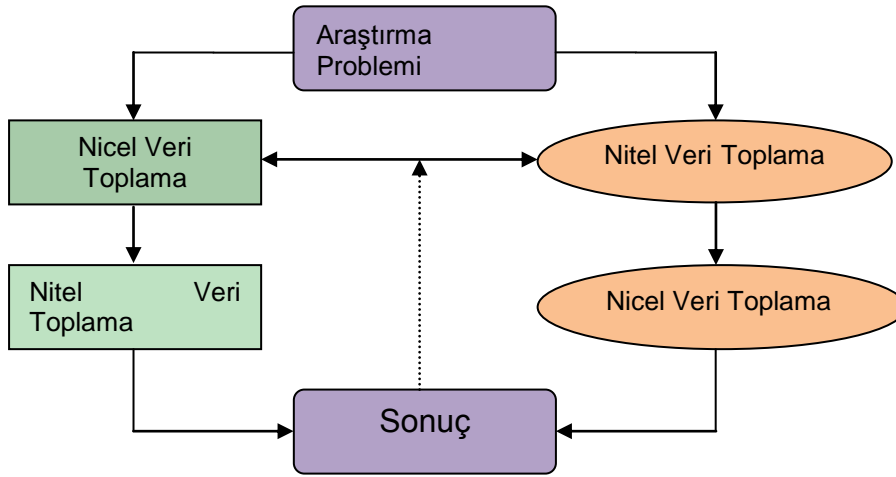 Araştırma
Problemi
Nicel Veri
Toplama
Nitel Veri Toplama
Nitel Veri
Toplama
Nicel Veri Toplama
Sonuç